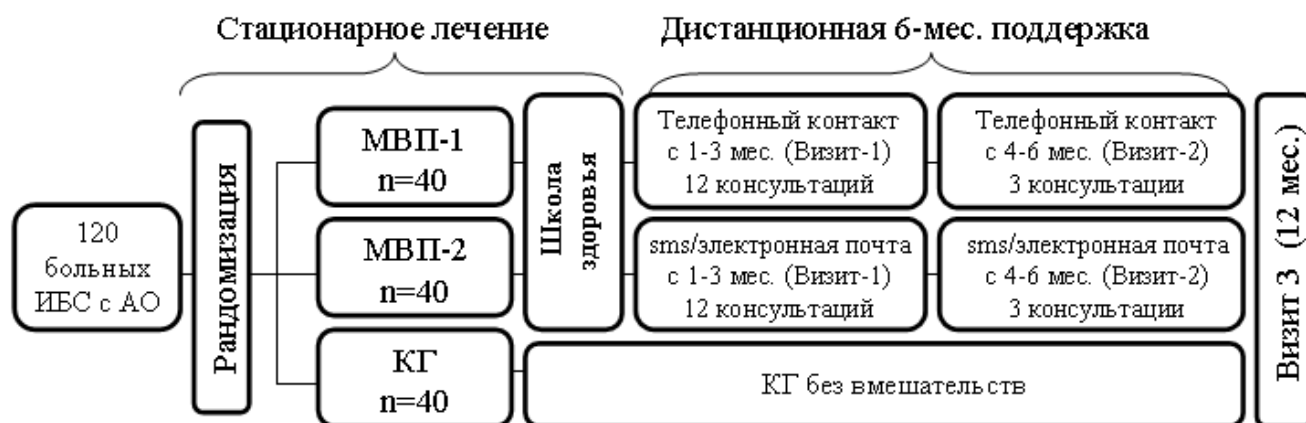 Стационарное лечение
Дистанционная 6-мес. поддержка
120
больных
ИБС с АО
Рандомизация
МВП-1
n=40
МВП-2
n=40
КГ
n=40
Школа
здоровья
Телефонный контакт
с 1-3 мес. (Визит-1)
12 консультаций
Телефонный контакт
с 4-6 мес. (Визит-2)
3 консультации
sms/электронная почта
с 1-3 мес. (Визит-1)
12 консультаций
sms/электронная почта
с 4-6 мес. (Визит-2)
3 консультации
КГ без вмешательств
Визит 3 (12 мес.)